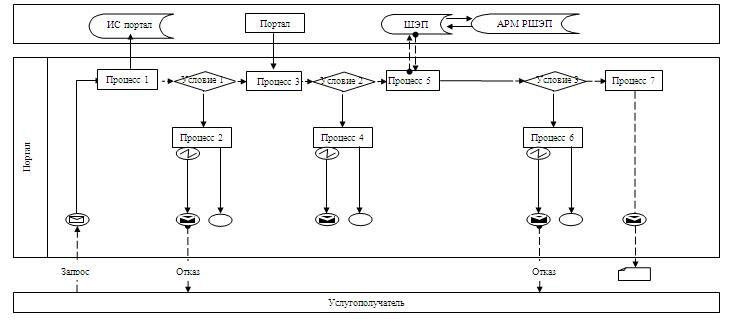 ИС портал
Портал
ШЭП
АРМ РШЭП
Процесс 1
Условие 1
Процесс 3
Условие 2
Процесс 5
Условие 3
Процесс 7
Процесс 2
Процесс 4
Процесс 6
Портал
Запрос
Отказ
Отказ
Услугополучатель